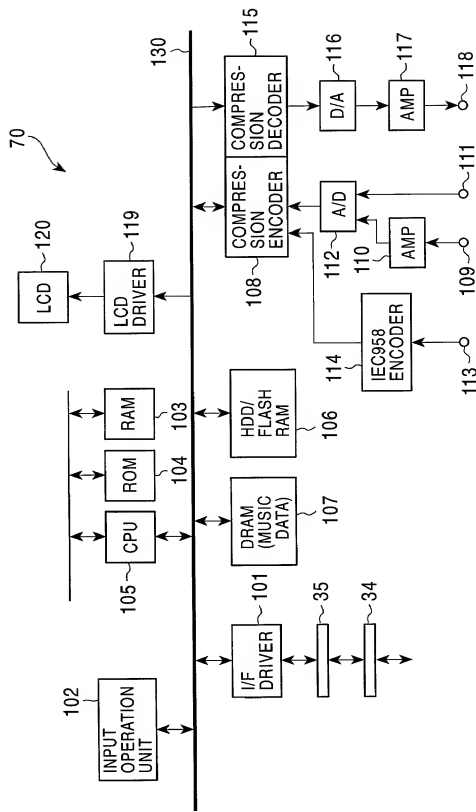 70
120
LCD
119
LCD
DRIVER
130
102
INPUT
OPERATION
UNIT
105
CPU
104
ROM
103
RAM
101
I/F
DRIVER
35
34
107
DRAM
(MUSIC
DATA)
106
HDD/
FLASH
RAM
108
COMPRES-
SION
ENCODER
115
COMPRES-
SION
DECODER
116
D/A
117
AMP
118
112
A/D
111
110
AMP
109
114
IEC958
ENCODER
113